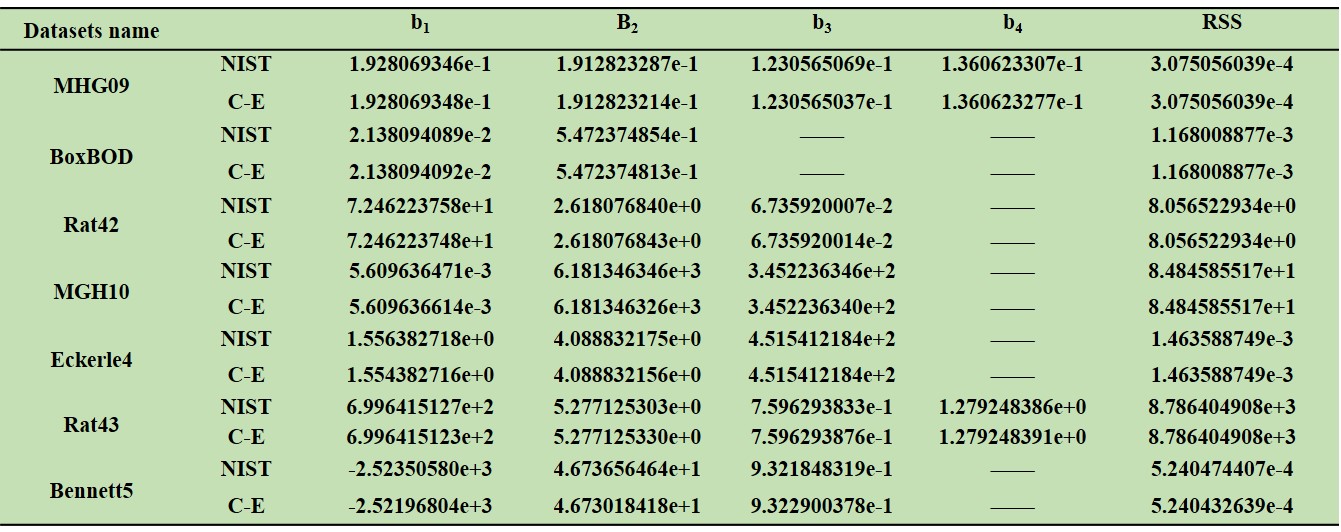 Datasets name b₁ B₂ b₃ b₄ RSS
MHG09 NIST 1.928069346e-1 1.912823287e-1 1.230565069e-1 1.360623307e-1 3.075056039e-4
C-E 1.928069348e-1 1.912823214e-1 1.230565037e-1 1.360623277e-1 3.075056039e-4
BoxBOD NIST 2.138094089e-2 5.472374854e-1 —— —— 1.168008877e-3
C-E 2.138094092e-2 5.472374813e-1 —— —— 1.168008877e-3
Rat42 NIST 7.246223758e+1 2.618076840e+0 6.735920007e-2 —— 8.056522934e+0
C-E 7.246223748e+1 2.618076843e+0 6.735920014e-2 —— 8.056522934e+0
MGH10 NIST 5.609636471e-3 6.181346346e+3 3.452236346e+2 —— 8.484585517e+1
C-E 5.609636614e-3 6.181346326e+3 3.452236340e+2 —— 8.484585517e+1
Eckerle4 NIST 1.556382718e+0 4.088832175e+0 4.515412184e+2 —— 1.463588749e-3
C-E 1.554382716e+0 4.088832156e+0 4.515412184e+2 —— 1.463588749e-3
Rat43 NIST 6.996415127e+2 5.277125303e+0 7.596293833e-1 1.279248386e+0 8.786404908e+3
C-E 6.996415123e+2 5.277125330e+0 7.596293876e-1 1.279248391e+0 8.786404908e+3
Bennett5 NIST -2.52350580e+3 4.673656464e+1 9.321848319e-1 —— 5.240474407e-4
C-E -2.52196804e+3 4.673018418e+1 9.322900378e-1 —— 5.240432639e-4